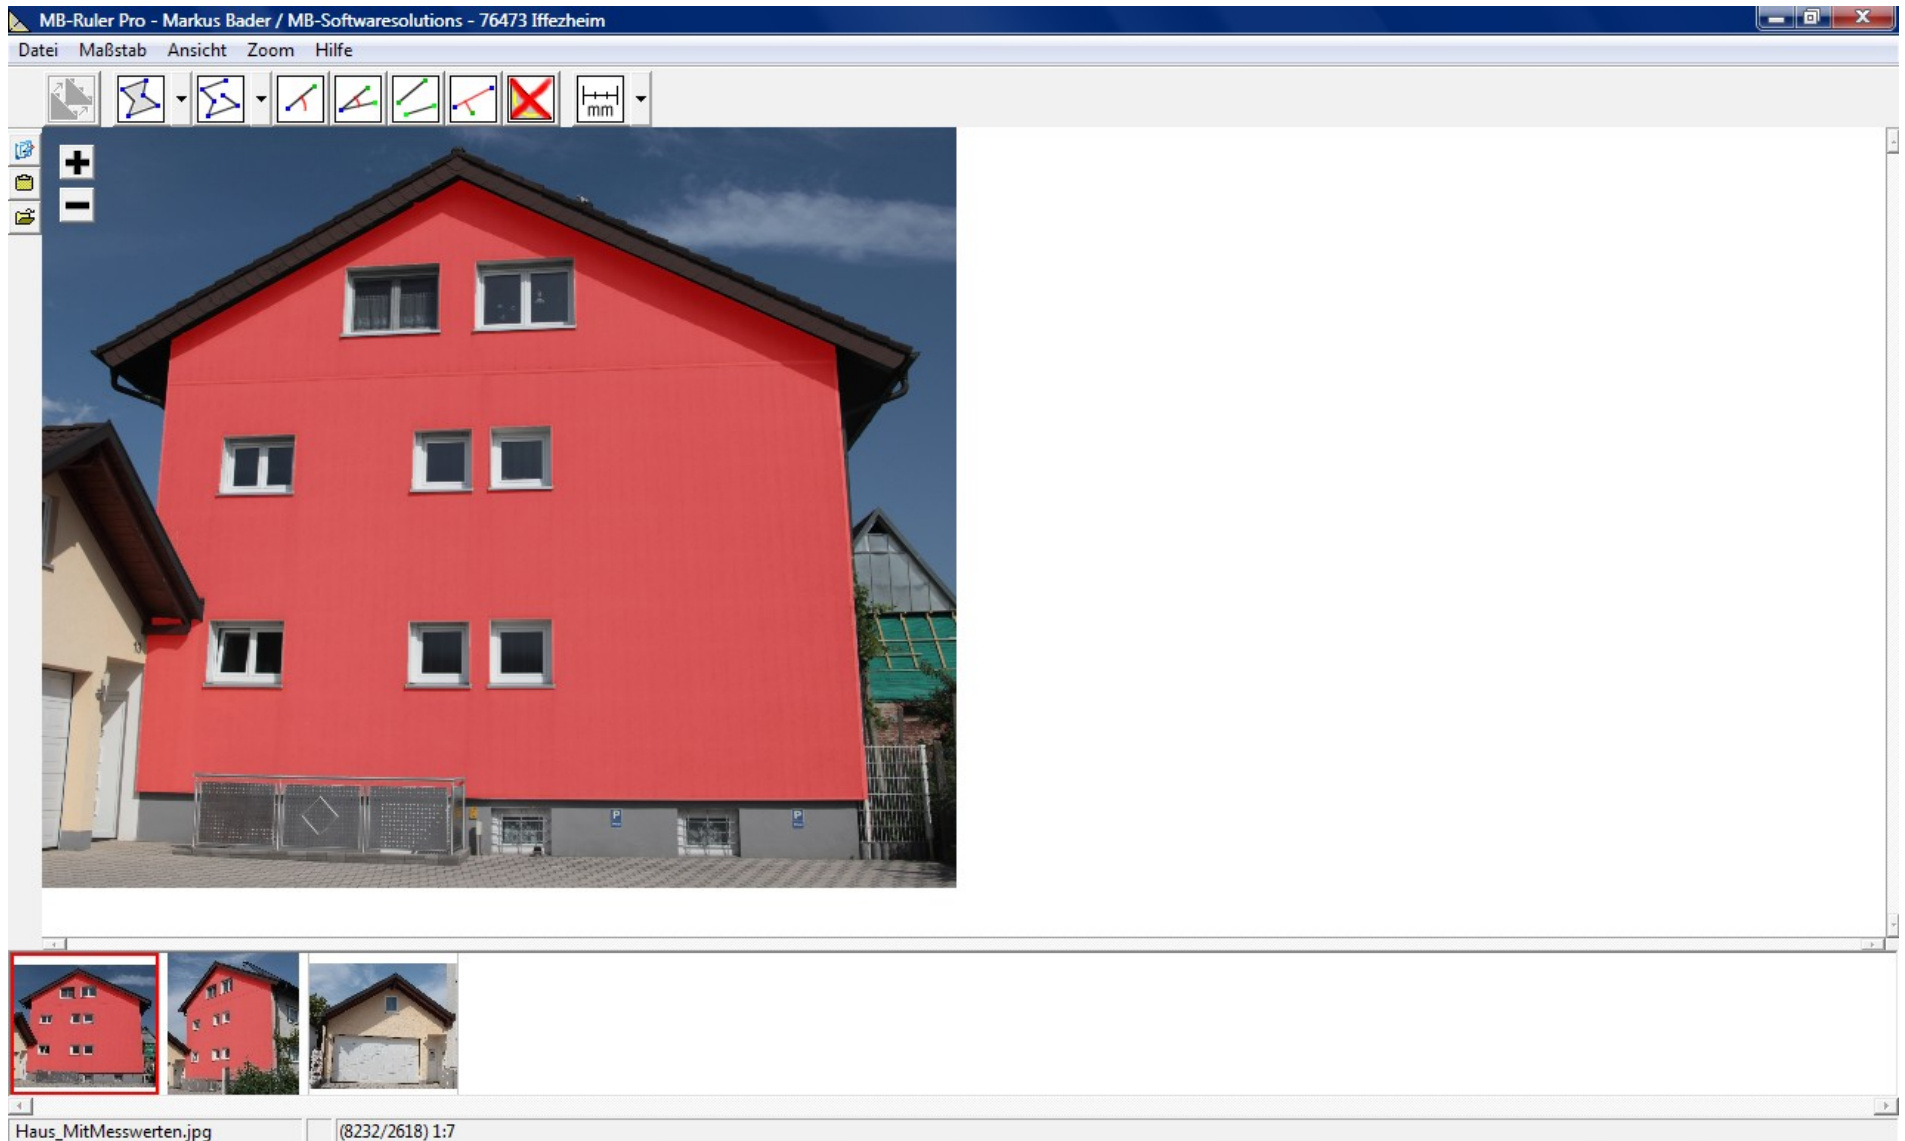 MB-Ruler Pro - Markus Bader / MB-Softwaresolutions - 76473 Iffezheim
Datei Maßstab Ansicht Zoom Hilfe
mm
P
P
Haus_MitMesswerten.jpg (8232/2618) 1:7